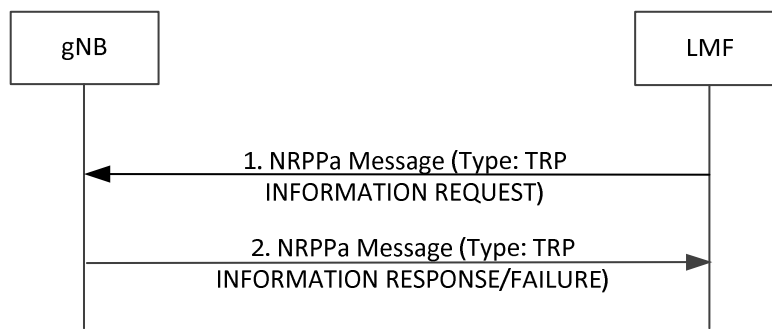 gNB
LMF
1. NRPPa Message (Type: TRP
INFORMATION REQUEST)
2. NRPPa Message (Type: TRP
INFORMATION RESPONSE/FAILURE)